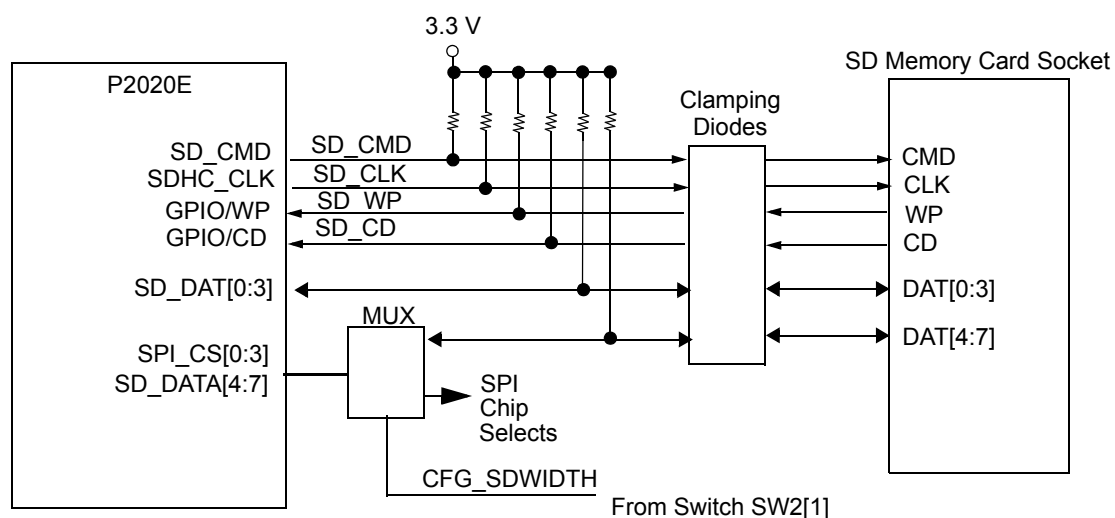 3.3 V
P2020E
SD Memory Card Socket
Clamping
Diodes
SD_CMD
SD_CMD
CMD
SDHC_CLK
SD_CLK
CLK
GPIO/WP
SD_WP
WP
GPIO/CD
SD_CD
CD
SD_DAT[0:3]
DAT[0:3]
MUX
DAT[4:7]
SPI_CS[0:3]
SD_DATA[4:7]
SPI
Chip
Selects
CFG_SDWIDTH
From Switch SW2[1]